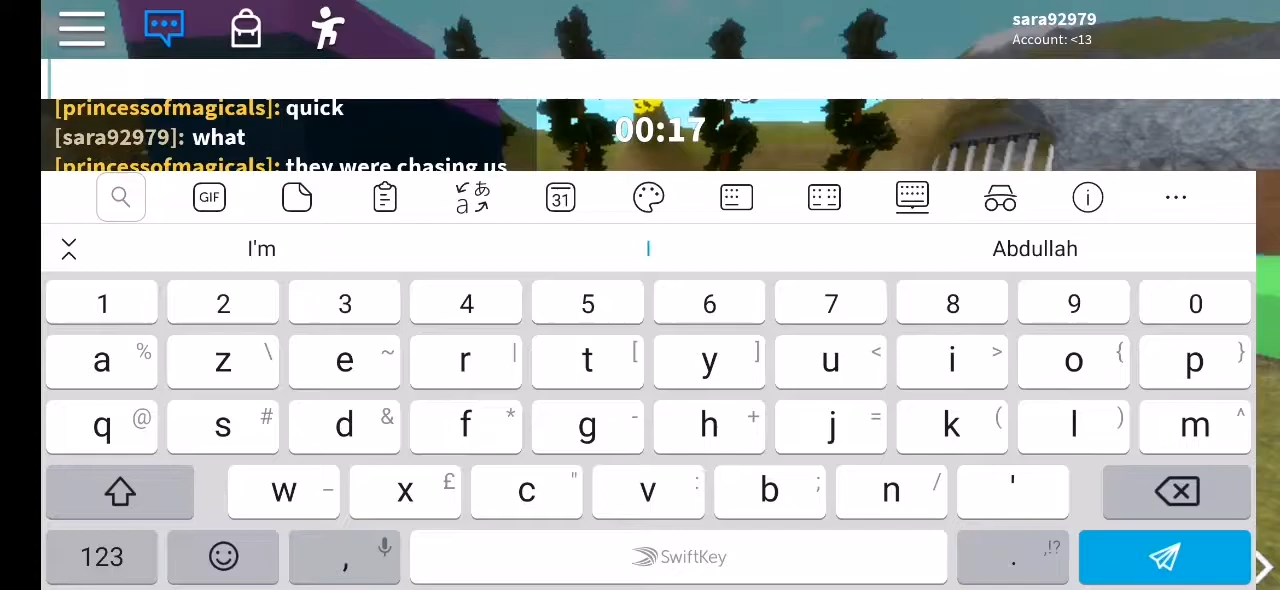 sara92979
Account: <13
[princessofmagicals]: quick
[sara92979]: what
00:17
[princessofmagicals]: they were chasing us
GIF
31
I'm
I
Abdullah
1 2 3 4 5 6 7 8 9 0
a % z \ e ~ r | t [ y ] u < i > o { p }
q @ s # d & f * g - h + j = k ( l ) m ^
w _ x £ c " v : b ; n / '
123 , SwiftKey . ,!?